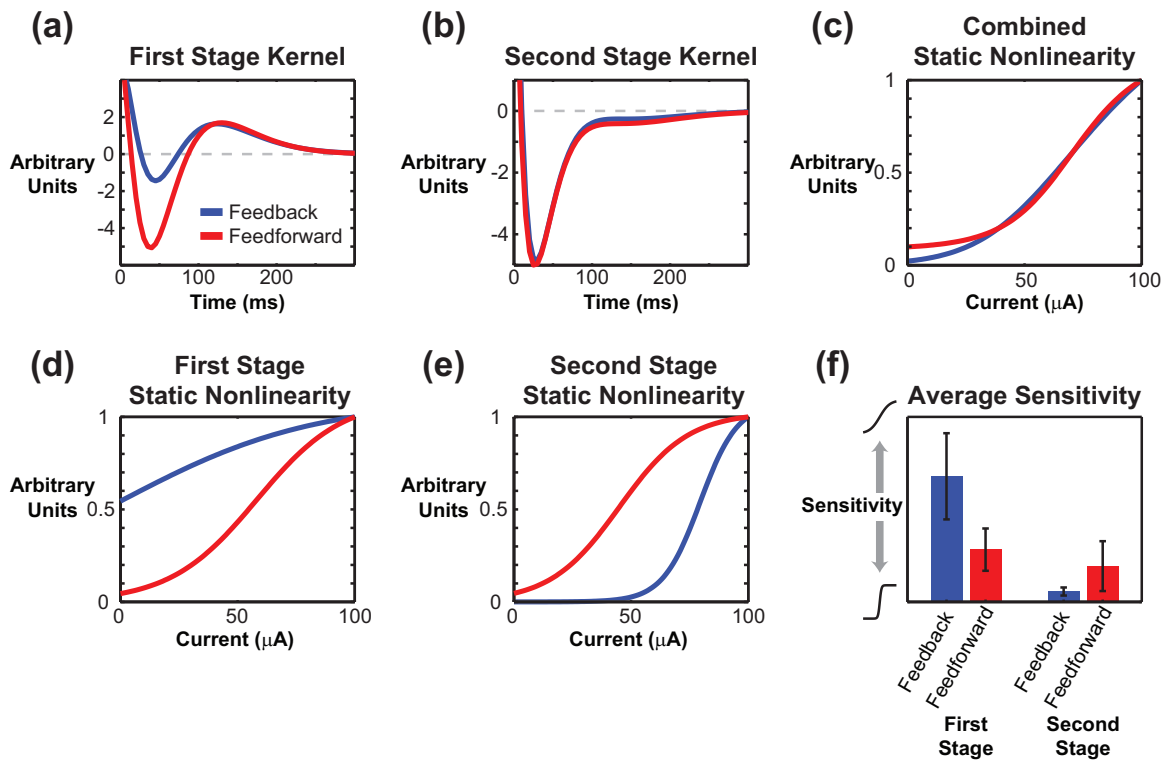 (a)
First Stage Kernel
2
0
-2
-4
Arbitrary
Units
Feedback
Feedforward
0
100
200
Time (ms)
(b)
Second Stage Kernel
0
-2
-4
Arbitrary
Units
0
100
200
Time (ms)
(c)
Combined
Static Nonlinearity
1
0.5
0
Arbitrary
Units
0
50
100
Current (μA)
(d)
First Stage
Static Nonlinearity
1
0.5
0
Arbitrary
Units
0
50
100
Current (μA)
(e)
Second Stage
Static Nonlinearity
1
0.5
0
Arbitrary
Units
0
50
100
Current (μA)
(f)
Average Sensitivity
Sensitivity
Feedback
Feedforward
Feedback
Feedforward
First
Stage
Second
Stage